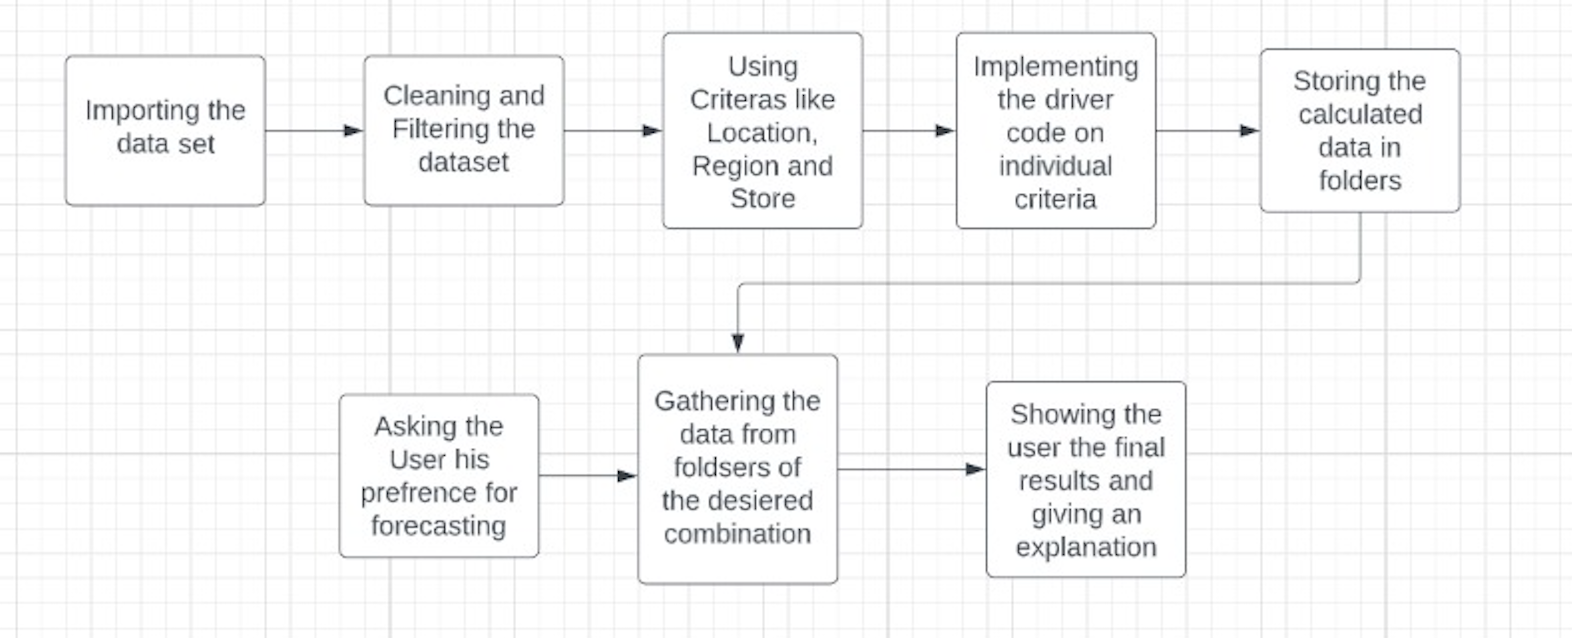 Importing the
data set
Cleaning and
Filtering the
dataset
Using
Criteras like
Location,
Region and
Store
Implementing
the driver
code on
individual
criteria
Storing the
calculated
data in
folders
Asking the
User his
prefrence for
forecasting
Gathering the
data from
foldsers of
the desiered
combination
Showing the
user the final
results and
giving an
explanation